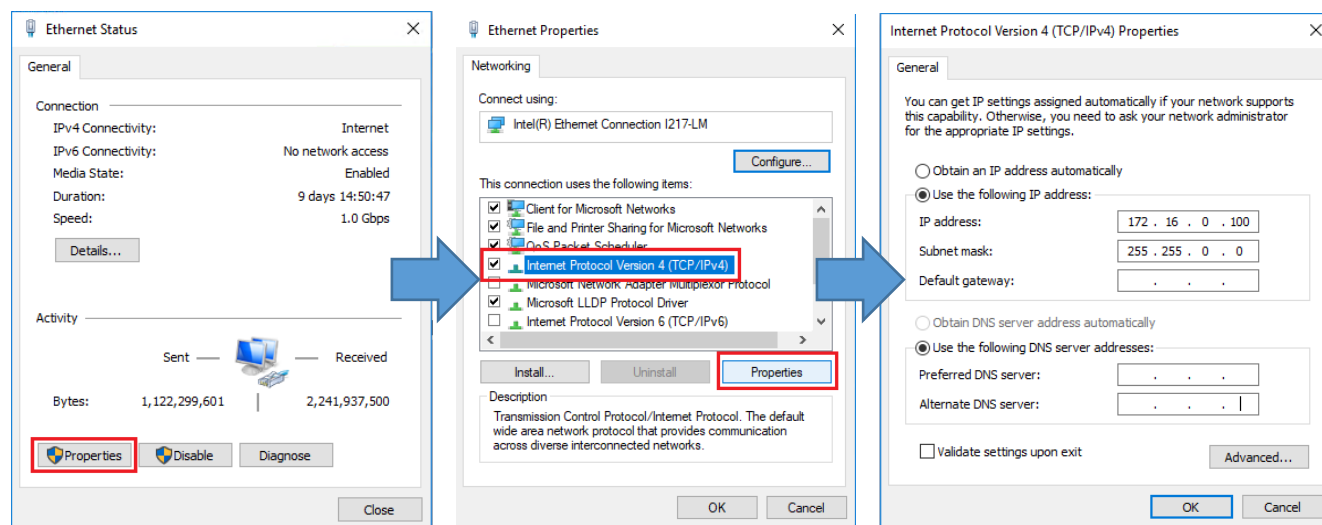 Ethernet Status
General
Connection
IPv4 Connectivity: Internet
IPv6 Connectivity: No network access
Media State: Enabled
Duration: 9 days 14:50:47
Speed: 1.0 Gbps
Details...
Activity
Sent — — Received
Bytes: 1,122,299,601 | 2,241,937,500
Properties Disable Diagnose
Close
Ethernet Properties
Networking
Connect using:
Intel(R) Ethernet Connection I217-LM
Configure...
This connection uses the following items:
Client for Microsoft Networks
File and Printer Sharing for Microsoft Networks
QoS Packet Scheduler
Internet Protocol Version 4 (TCP/IPv4)
Microsoft Network Adapter Multiplexor Protocol
Microsoft LLDP Protocol Driver
Internet Protocol Version 6 (TCP/IPv6)
Install... Uninstall Properties
Description
Transmission Control Protocol/Internet Protocol. The default
wide area network protocol that provides communication
across diverse interconnected networks.
OK Cancel
Internet Protocol Version 4 (TCP/IPv4) Properties
General
You can get IP settings assigned automatically if your network supports
this capability. Otherwise, you need to ask your network administrator
for the appropriate IP settings.
Obtain an IP address automatically
Use the following IP address:
IP address: 172 . 16 . 0 . 100
Subnet mask: 255 . 255 . 0 . 0
Default gateway: . . .
Obtain DNS server address automatically
Use the following DNS server addresses:
Preferred DNS server: . . .
Alternate DNS server: . . .
Validate settings upon exit
Advanced...
OK Cancel